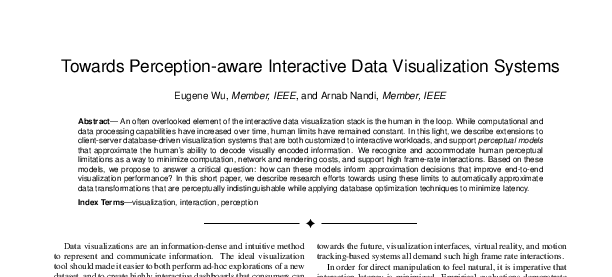 Towards Perception-aware Interactive Data Visualization Systems
Eugene Wu, Member, IEEE, and Arnab Nandi, Member, IEEE
Abstract— An often overlooked element of the interactive data visualization stack is the human in the loop. While computational and
data processing capabilities have increased over time, human limits have remained constant. In this light, we describe extensions to
client-server database-driven visualization systems that are both customized to interactive workloads, and support perceptual models
that approximate the human's ability to decode visually encoded information. We recognize and accommodate human perceptual
limitations as a way to minimize computation, network and rendering costs, and support high frame-rate interactions. Based on these
models, we propose to answer a critical question: how can these models inform approximation decisions that improve end-to-end
visualization performance? In this short paper, we describe research efforts towards using these limits to automatically approximate
data transformations that are perceptually indistinguishable while applying database optimization techniques to minimize latency.
Index Terms—visualization, interaction, perception
Data visualizations are an information-dense and intuitive method
to represent and communicate information. The ideal visualization
tool should made it easier to both perform ad-hoc explorations of a new
dataset, and to create highly interactive dashboards that consumers can
towards the future, visualization interfaces, virtual reality, and motion
tracking-based systems all demand such high frame rate interactions.
In order for direct manipulation to feel natural, it is imperative that
interaction latency is minimized. Empirical evaluations demonstrate